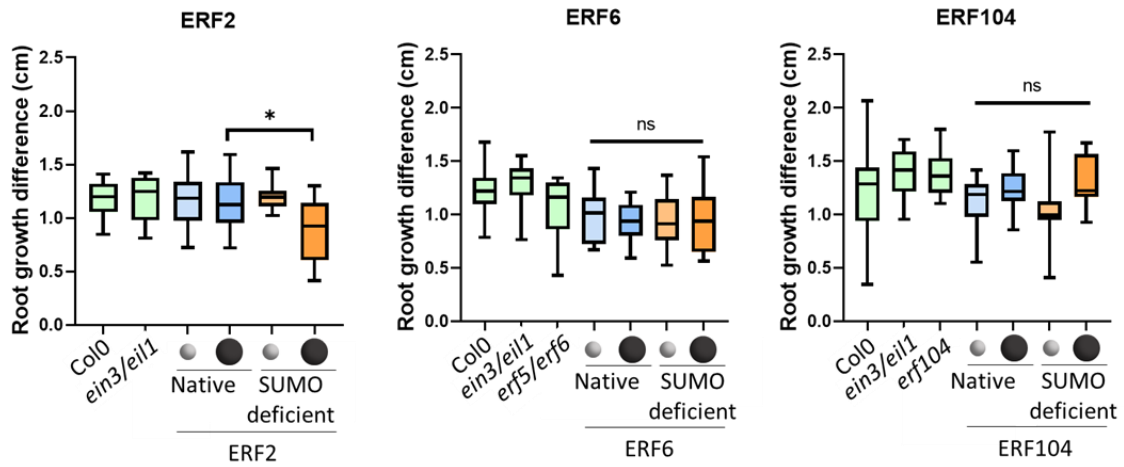 ERF2
Root growth difference (cm)
2.5
2.0
1.5
1.0
0.5
0.0
*
Col0
ein3/eil1
Native
SUMO
deficient
ERF2
ERF6
Root growth difference (cm)
2.5
2.0
1.5
1.0
0.5
0.0
ns
Col0
ein3/eil1
erf5/erf6
Native
SUMO
deficient
ERF6
ERF104
Root growth difference (cm)
2.5
2.0
1.5
1.0
0.5
0.0
ns
Col0
ein3/eil1
erf104
Native
SUMO
deficient
ERF104